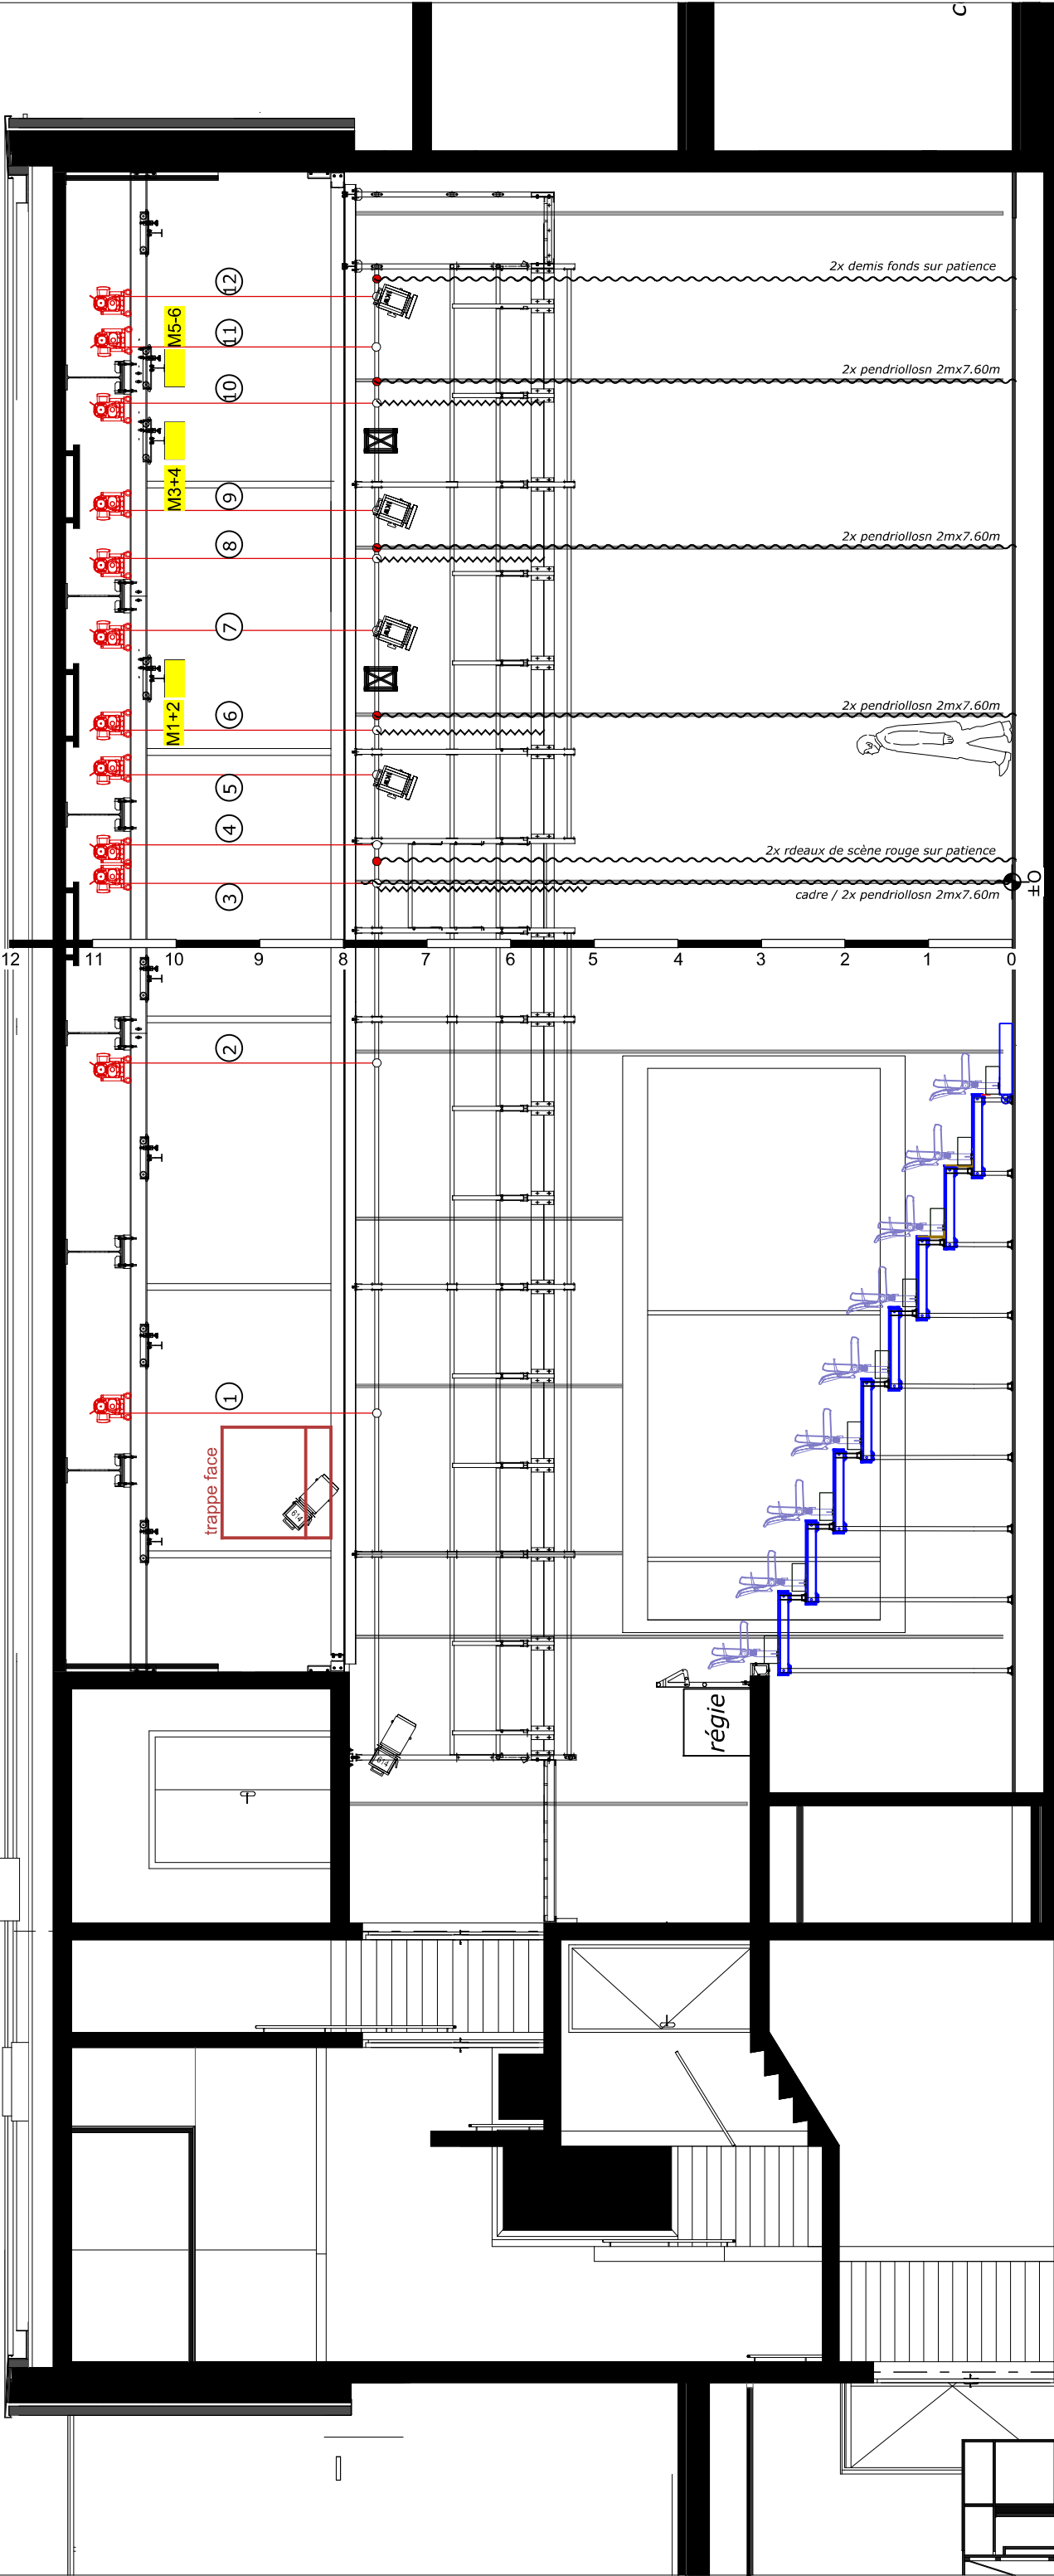 12
11
10
9
8
7
6
5
4
3
2
1
M5-6
M3+4
M1+2
2x demis fonds sur patience
2x pendriollosn 2mx7.60m
2x pendriollosn 2mx7.60m
2x pendriollosn 2mx7.60m
2x rdeaux de scène rouge sur patience
cadre / 2x pendriollosn 2mx7.60m
±0
12 11 10 9 8 7 6 5 4 3 2 1 0
trappe face
614
614
régie